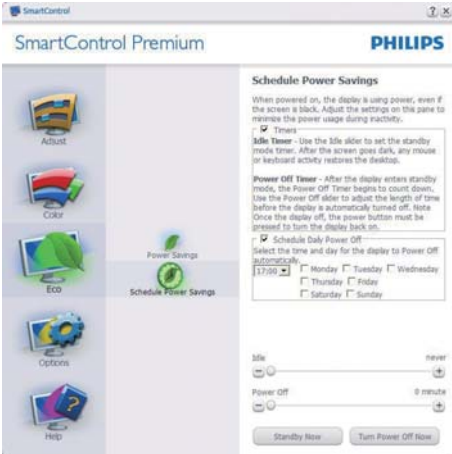 SmartControl
SmartControl Premium
PHILIPS
Adjust
Color
Eco
Options
Help
Power Savings
Schedule Power Savings
Schedule Power Savings
When powered on, the display is using power, even if
the screen is black. Adjust the settings on this pane to
minimize the power usage during inactivity.
Timers
Idle Timer - Use the Idle slider to set the standby
mode timer. After the screen goes dark, any mouse
or keyboard activity restores the desktop.
Power Off Timer - After the display enters standby
mode, the Power Off Timer begins to count down.
Use the Power Off slider to adjust the length of time
before the display is automatically turned off. Note
Once the display off, the power button must be
pressed to turn the display back on.
Schedule Daily Power Off
Select the time and day for the display to Power Off
automatically.
17:00 Monday Tuesday Wednesday
Thursday Friday
Saturday Sunday
Idle never
Power Off 0 minute
Standby Now Turn Power Off Now